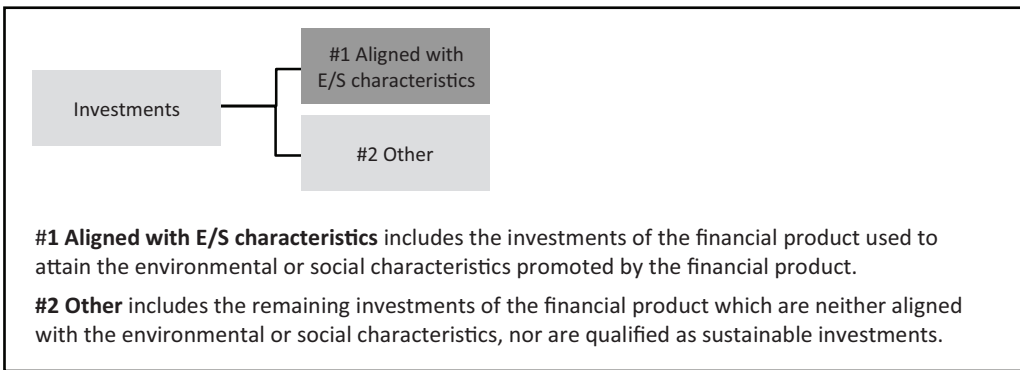 #1 Aligned with
E/S characteristics
Investments
#2 Other
#1 Aligned with E/S characteristics includes the investments of the financial product used to
attain the environmental or social characteristics promoted by the financial product.
#2 Other includes the remaining investments of the financial product which are neither aligned
with the environmental or social characteristics, nor are qualified as sustainable investments.